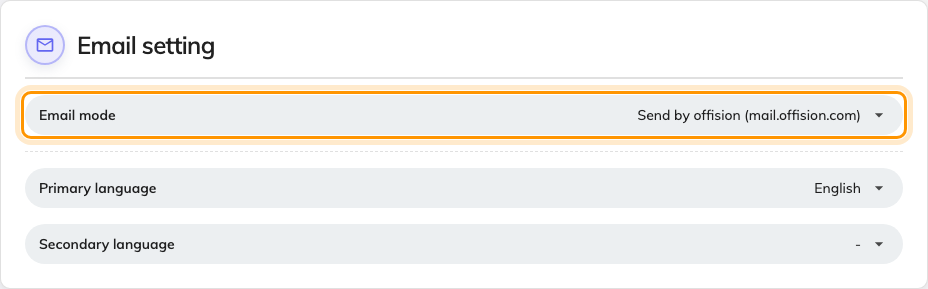 Email setting
Email mode Send by offision (mail.offision.com)
Primary language English
Secondary language -